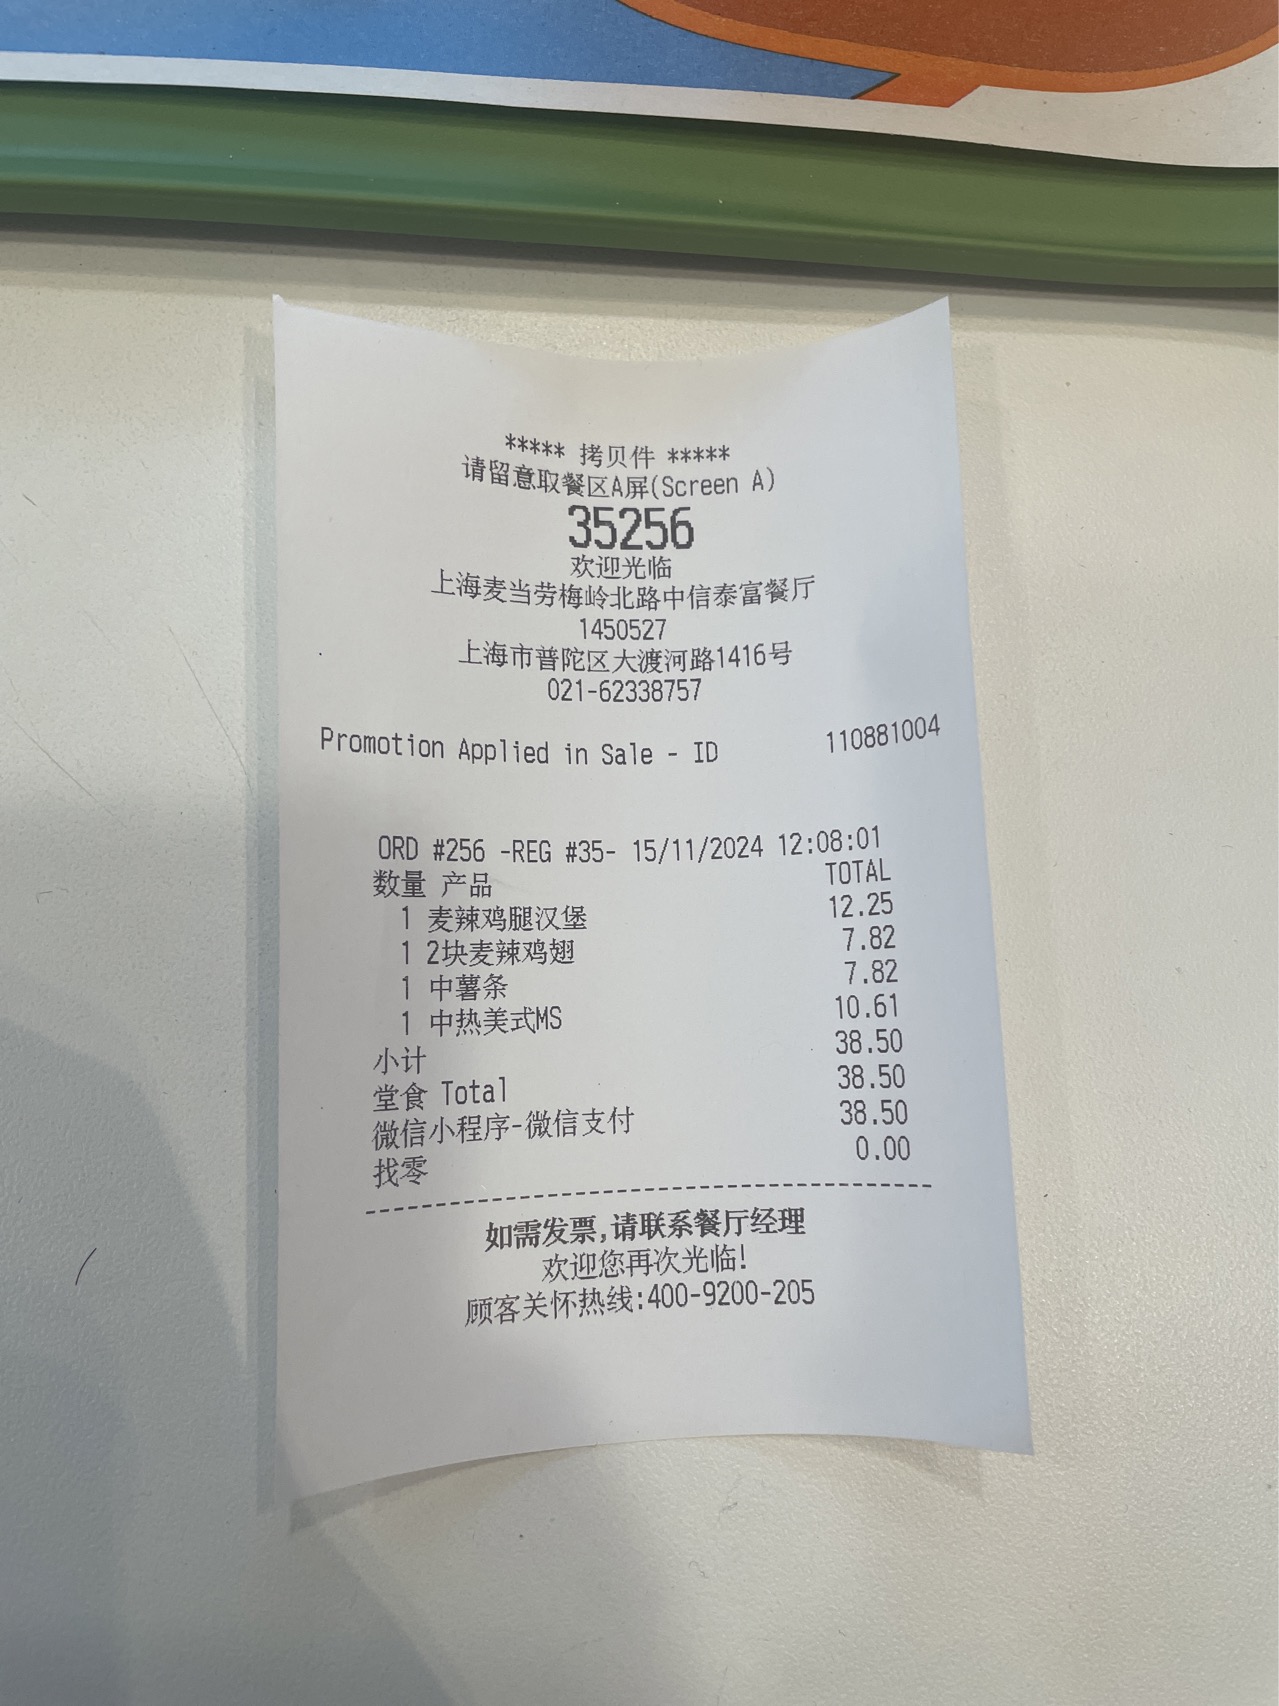 ***** 拷贝件 *****
请留意取餐区A屏(Screen A)
35256
欢迎光临
上海麦当劳梅岭北路中信泰富餐厅
1450527
上海市普陀区大渡河路1416号
021-62338757
Promotion Applied in Sale - ID 110881004
ORD #256 -REG #35- 15/11/2024 12:08:01
数量 产品 TOTAL
1 麦辣鸡腿汉堡 12.25
1 2块麦辣鸡翅 7.82
1 中薯条 7.82
1 中热美式MS 10.61
小计 38.50
堂食 Total 38.50
微信小程序-微信支付 38.50
找零 0.00
--------------------------------------
如需发票,请联系餐厅经理
欢迎您再次光临!
顾客关怀热线:400-9200-205